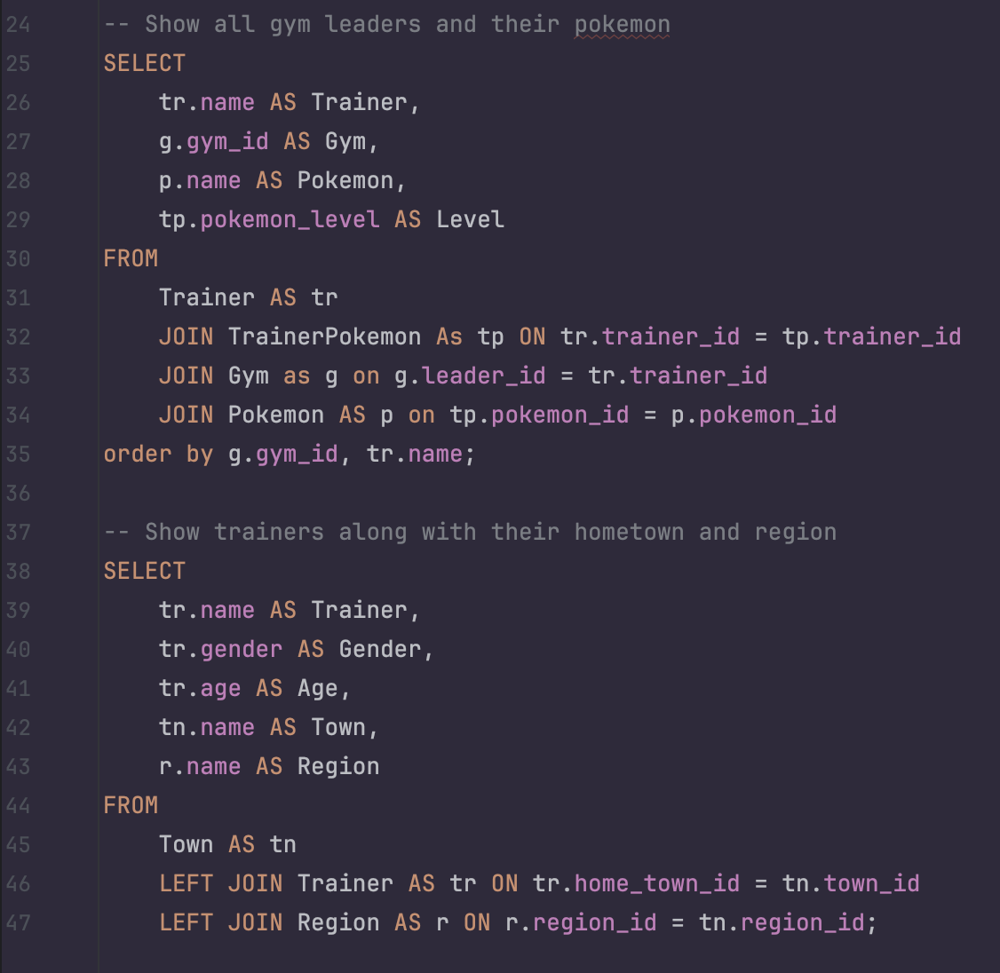 24 -- Show all gym leaders and their pokemon
25 SELECT
26     tr.name AS Trainer,
27     g.gym_id AS Gym,
28     p.name AS Pokemon,
29     tp.pokemon_level AS Level
30 FROM
31     Trainer AS tr
32     JOIN TrainerPokemon As tp ON tr.trainer_id = tp.trainer_id
33     JOIN Gym as g on g.leader_id = tr.trainer_id
34     JOIN Pokemon AS p on tp.pokemon_id = p.pokemon_id
35 order by g.gym_id, tr.name;
36
37 -- Show trainers along with their hometown and region
38 SELECT
39     tr.name AS Trainer,
40     tr.gender AS Gender,
41     tr.age AS Age,
42     tn.name AS Town,
43     r.name AS Region
44 FROM
45     Town AS tn
46     LEFT JOIN Trainer AS tr ON tr.home_town_id = tn.town_id
47     LEFT JOIN Region AS r ON r.region_id = tn.region_id;